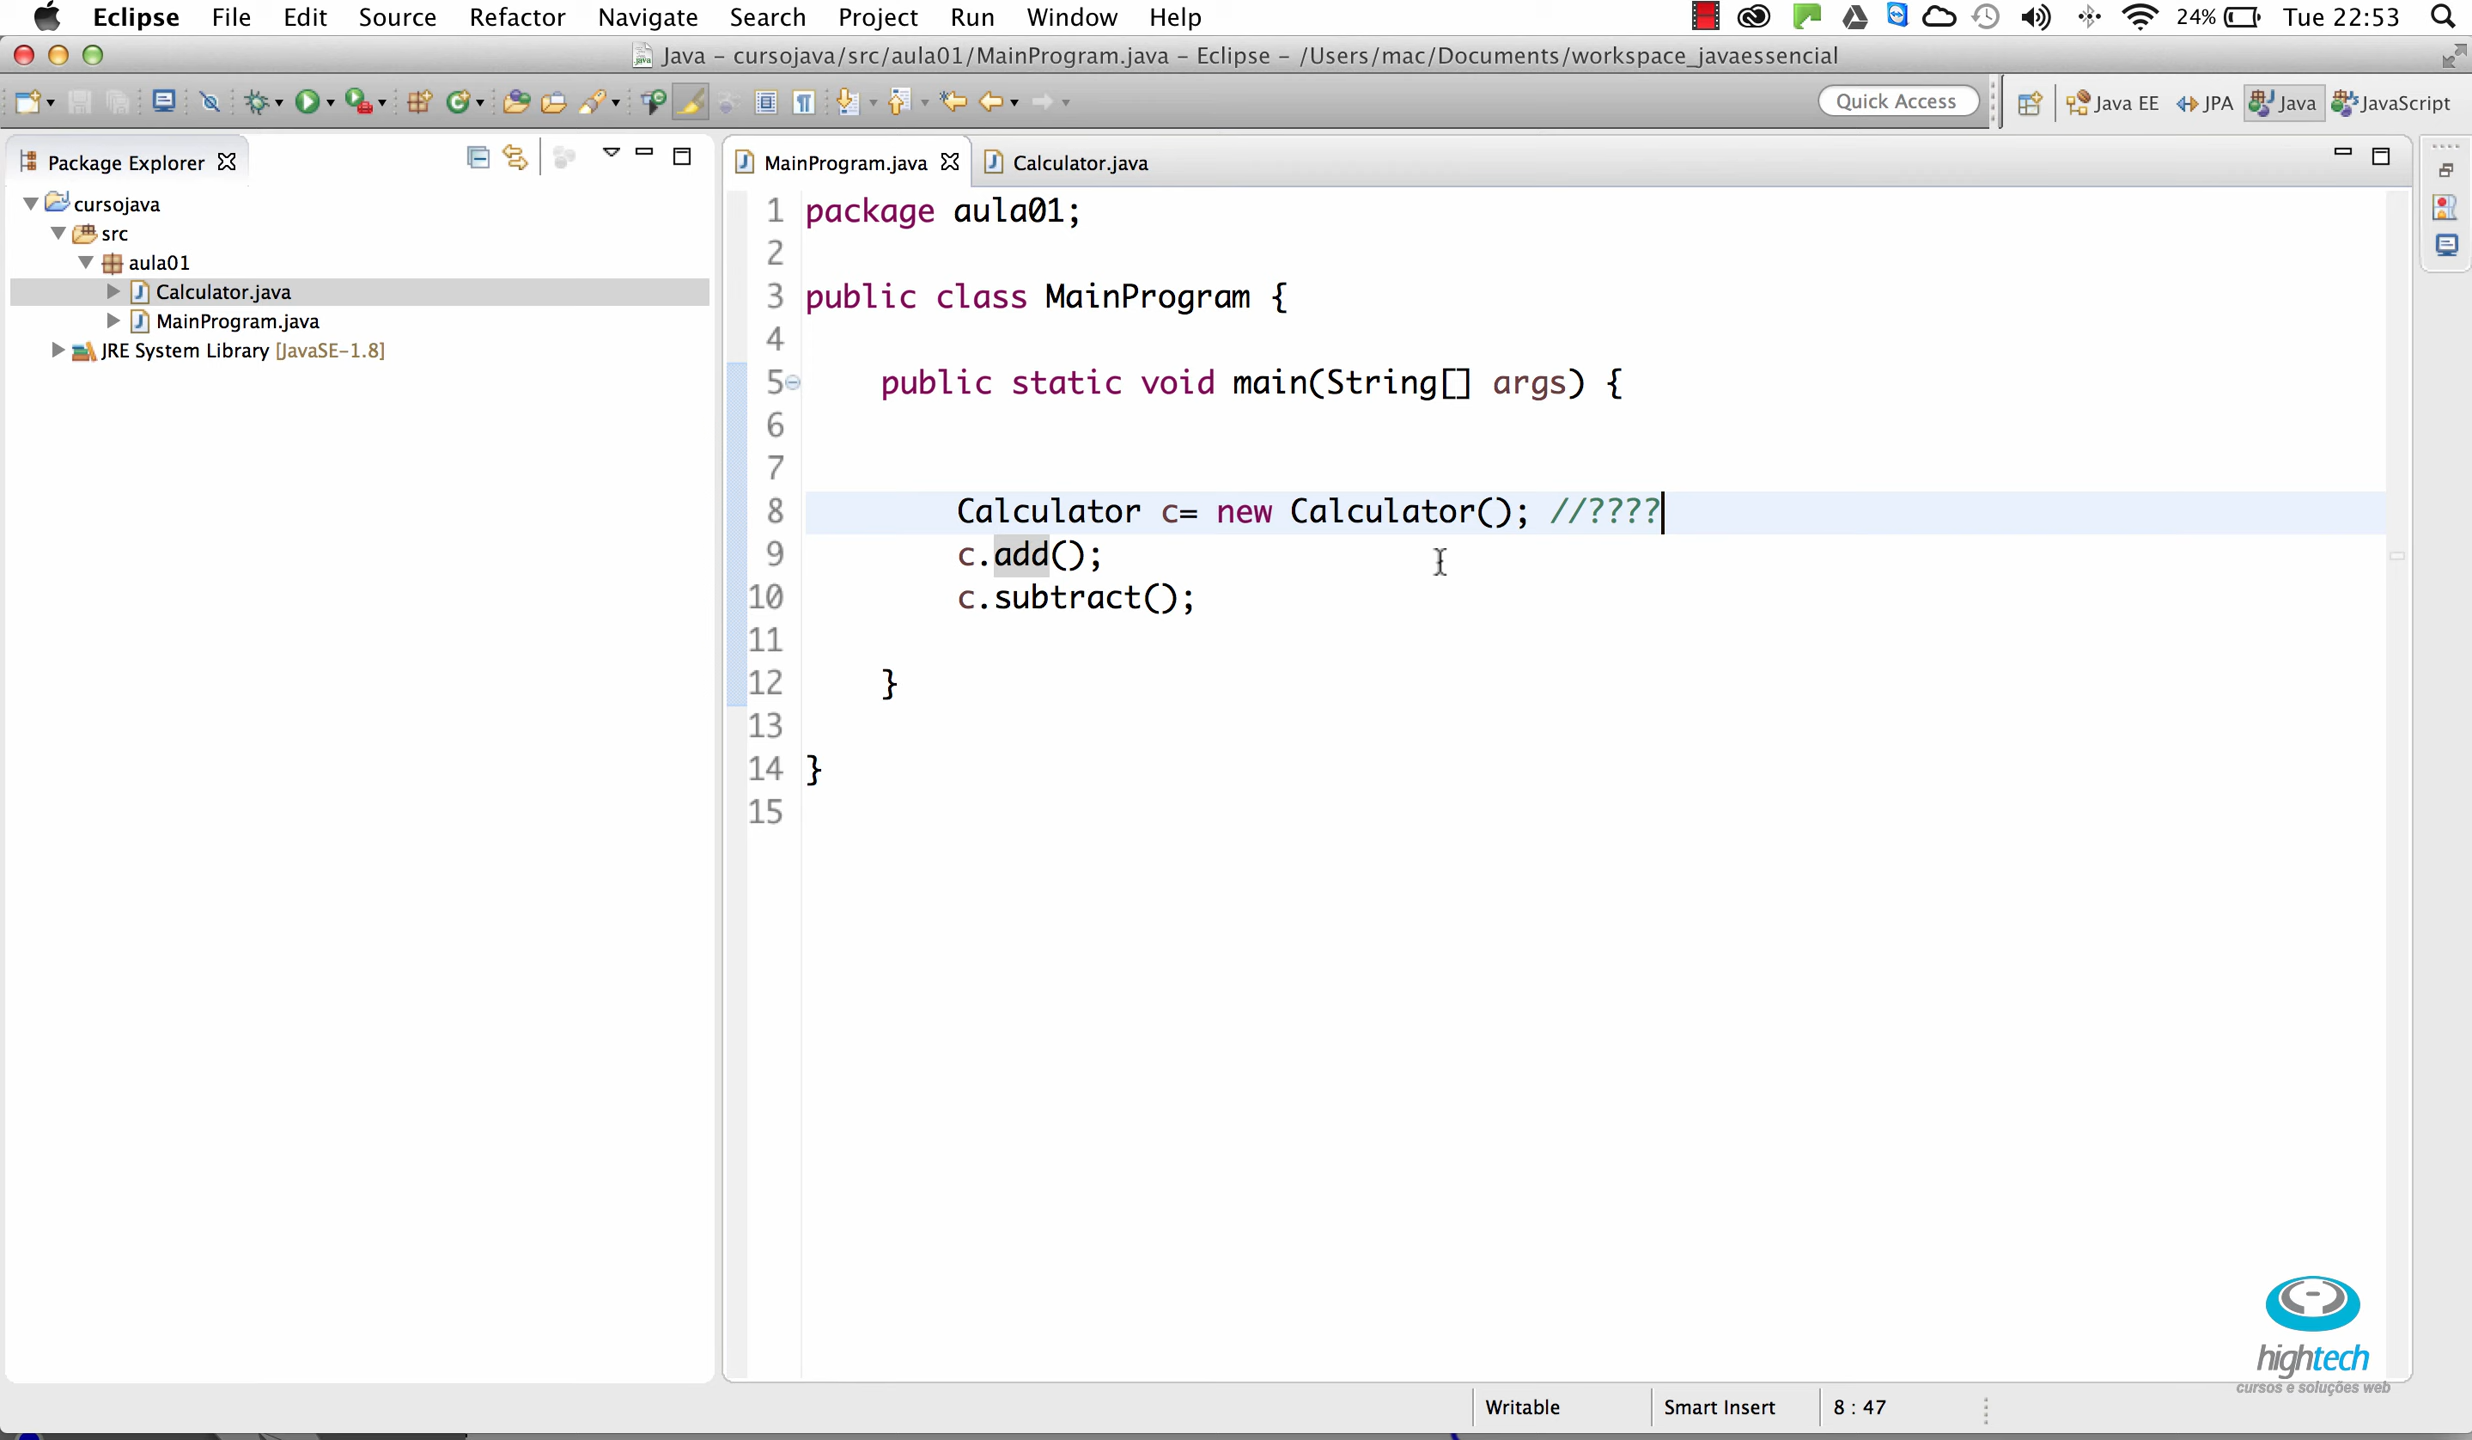 Eclipse File Edit Source Refactor Navigate Search Project Run Window Help 24% Tue 22:53
Java – cursojava/src/aula01/MainProgram.java – Eclipse – /Users/mac/Documents/workspace_javaessencial
Quick Access Java EE JPA Java JavaScript
Package Explorer
MainProgram.java Calculator.java
cursojava
src
aula01
Calculator.java
MainProgram.java
JRE System Library [JavaSE-1.8]
1 package aula01;
2
3 public class MainProgram {
4
5 public static void main(String[] args) {
6
7
8 Calculator c= new Calculator(); //????
9 c.add();
10 c.subtract();
11
12 }
13
14 }
15
hightech
cursos e soluções web
Writable Smart Insert 8 : 47